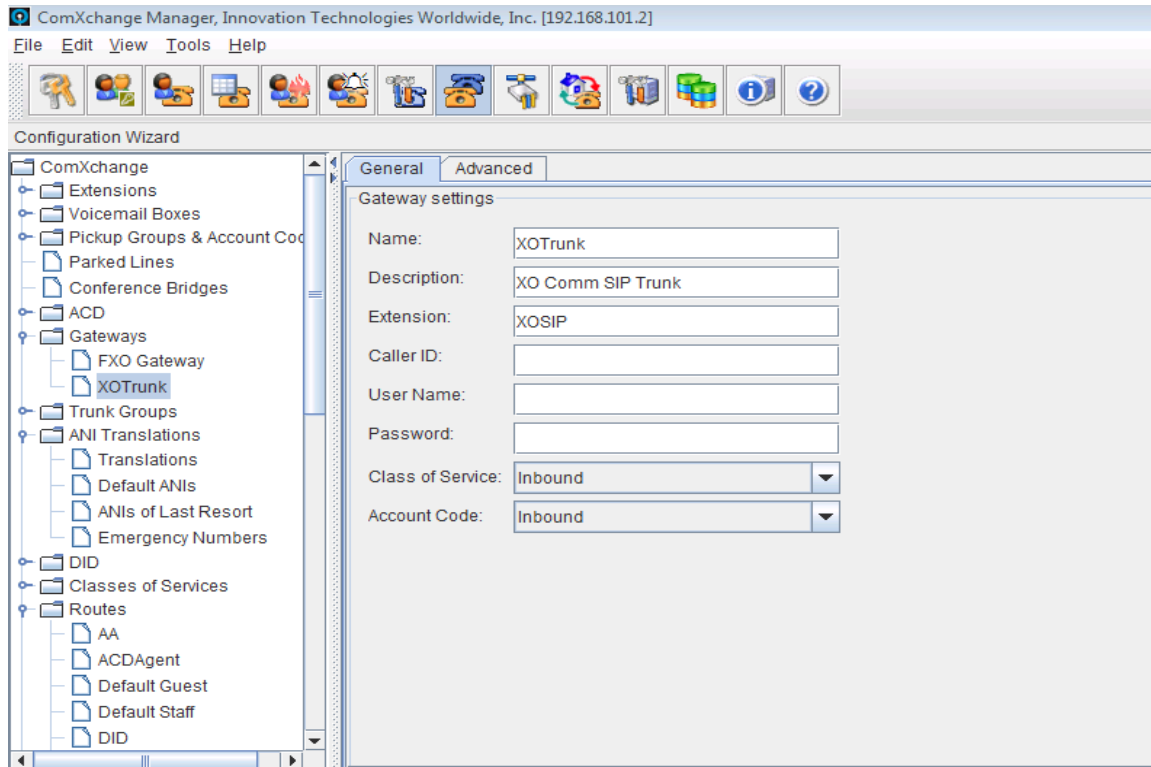 ComXchange Manager, Innovation Technologies Worldwide, Inc. [192.168.101.2]
File Edit View Tools Help
Configuration Wizard
ComXchange
Extensions
Voicemail Boxes
Pickup Groups & Account Coc
Parked Lines
Conference Bridges
ACD
Gateways
FXO Gateway
XOTrunk
Trunk Groups
ANI Translations
Translations
Default ANIs
ANIs of Last Resort
Emergency Numbers
DID
Classes of Services
Routes
AA
ACDAgent
Default Guest
Default Staff
DID
General Advanced
Gateway settings
Name: XOTrunk
Description: XO Comm SIP Trunk
Extension: XOSIP
Caller ID:
User Name:
Password:
Class of Service: Inbound
Account Code: Inbound